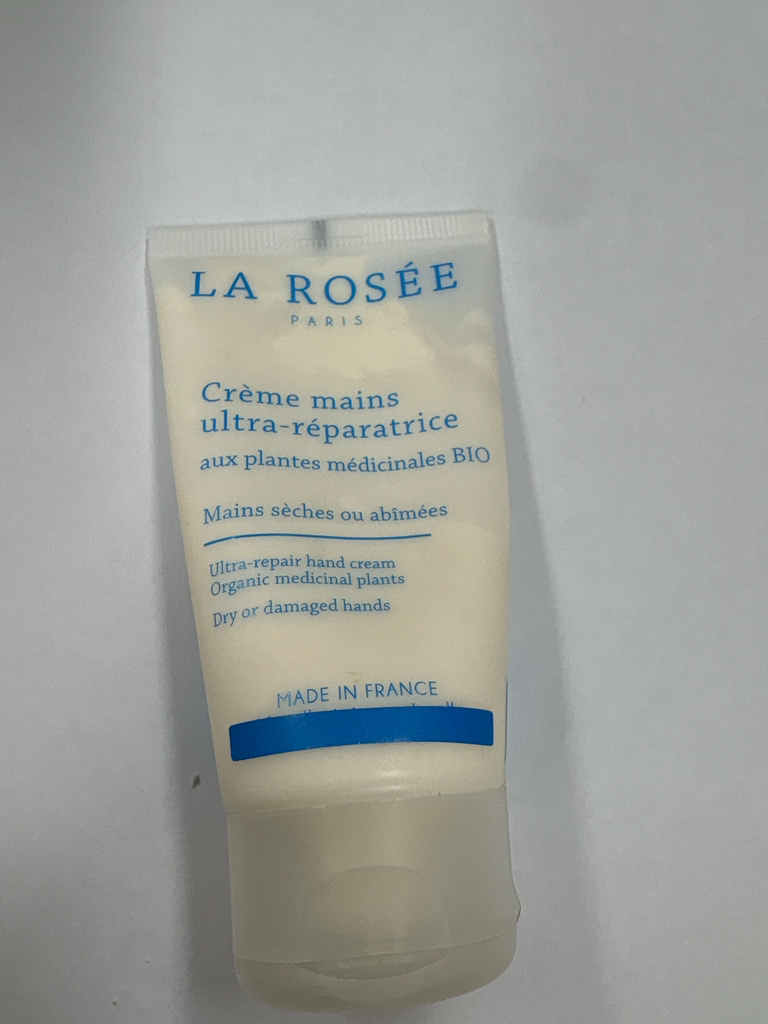 LA ROSÉE
PARIS
Crème mains
ultra-réparatrice
aux plantes médicinales BIO
Mains sèches ou abîmées
Ultra-repair hand cream
Organic medicinal plants
Dry or damaged hands
MADE IN FRANCE